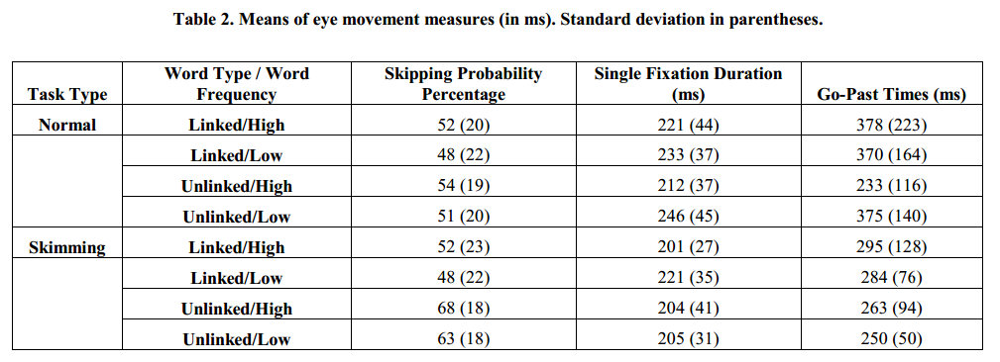 Table 2. Means of eye movement measures (in ms). Standard deviation in parentheses.
Task Type | Word Type / Word Frequency | Skipping Probability Percentage | Single Fixation Duration (ms) | Go-Past Times (ms)
Normal | Linked/High | 52 (20) | 221 (44) | 378 (223)
Linked/Low | 48 (22) | 233 (37) | 370 (164)
Unlinked/High | 54 (19) | 212 (37) | 233 (116)
Unlinked/Low | 51 (20) | 246 (45) | 375 (140)
Skimming | Linked/High | 52 (23) | 201 (27) | 295 (128)
Linked/Low | 48 (22) | 221 (35) | 284 (76)
Unlinked/High | 68 (18) | 204 (41) | 263 (94)
Unlinked/Low | 63 (18) | 205 (31) | 250 (50)